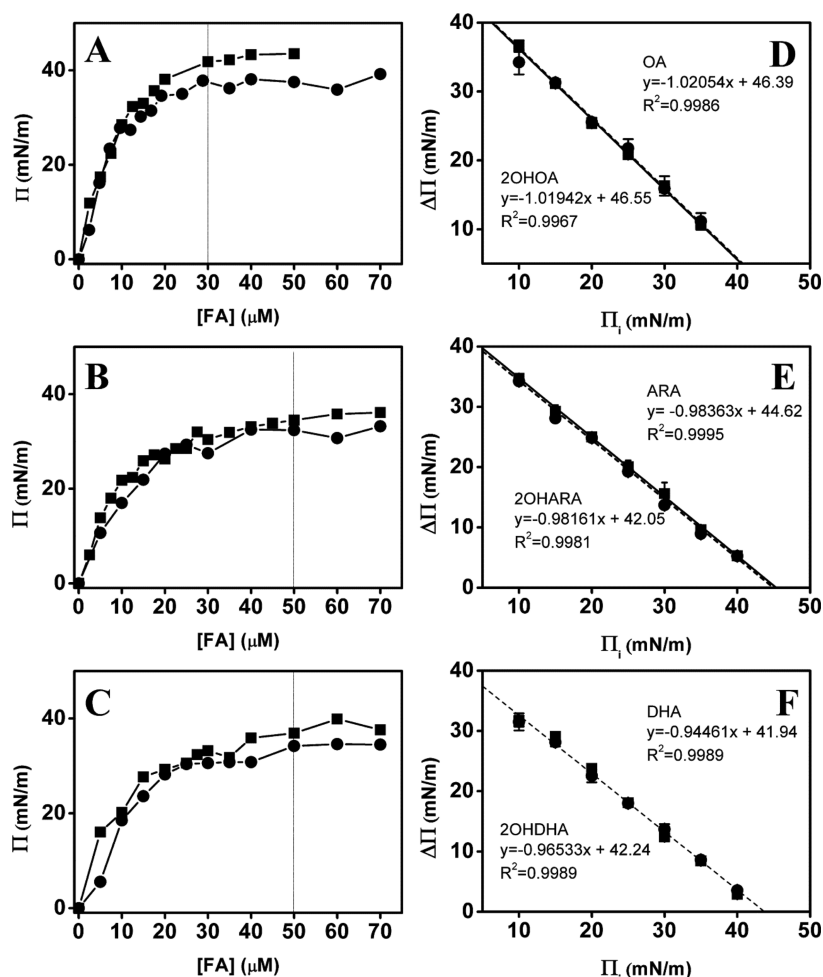 A
Π (mN/m)
40
20
0
0 10 20 30 40 50 60 70
[FA] (μM)
D
ΔΠ (mN/m)
40
30
20
10
OA
y=-1.02054x + 46.39
R²=0.9986
2OHOA
y=-1.01942x + 46.55
R²=0.9967
10 20 30 40 50
Πi (mN/m)
B
Π (mN/m)
40
20
0
0 10 20 30 40 50 60 70
[FA] (μM)
E
ΔΠ (mN/m)
40
30
20
10
0
ARA
y= -0.98363x + 44.62
R²=0.9995
2OHARA
y=-0.98161x + 42.05
R²=0.9981
10 20 30 40 50
Πi (mN/m)
C
Π (mN/m)
40
20
0
0 10 20 30 40 50 60 70
[FA] (μM)
F
ΔΠ (mN/m)
40
30
20
10
0
DHA
y=-0.94461x + 41.94
R²=0.9989
2OHDHA
y=-0.96533x + 42.24
R²=0.9989
10 20 30 40 50
(mN/m)